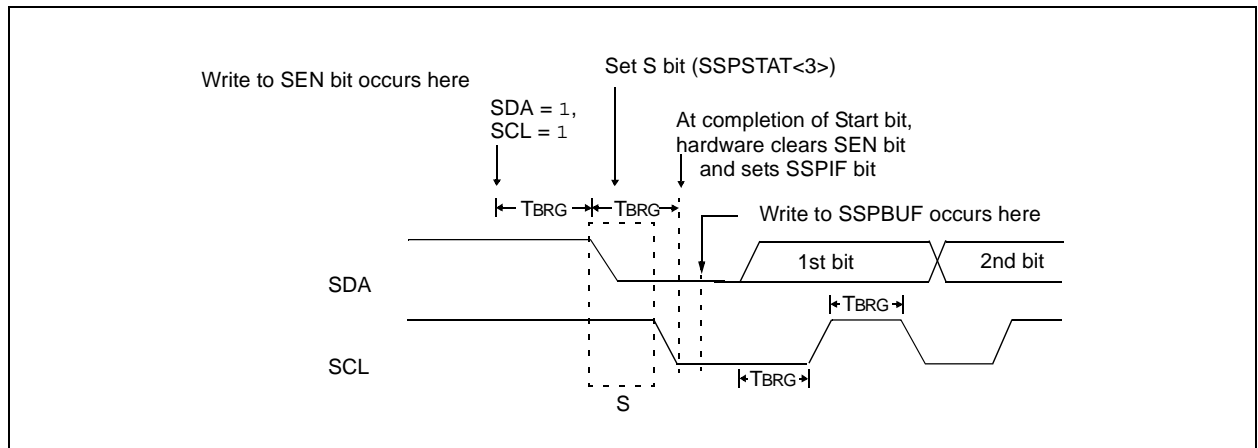 Write to SEN bit occurs here
Set S bit (SSPSTAT<3>)
SDA = 1,
SCL = 1
At completion of Start bit,
hardware clears SEN bit
and sets SSPIF bit
TBRG
TBRG
Write to SSPBUF occurs here
1st bit
2nd bit
SDA
TBRG
SCL
TBRG
S